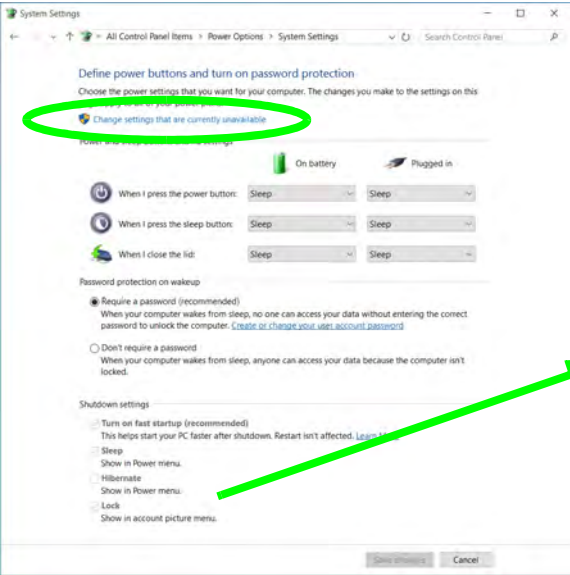 System Settings
All Control Panel Items > Power Options > System Settings
Search Control Panel
Define power buttons and turn on password protection
Choose the power settings that you want for your computer. The changes you make to the settings on this
Change settings that are currently unavailable
On battery
Plugged in
When I press the power button:
Sleep
Sleep
When I press the sleep button:
Sleep
Sleep
When I close the lid:
Sleep
Sleep
Password protection on wakeup
Require a password (recommended)
When your computer wakes from sleep, no one can access your data without entering the correct
password to unlock the computer. Create or change your user account password
Don't require a password
When your computer wakes from sleep, anyone can access your data because the computer isn't
locked.
Shutdown settings
Turn on fast startup (recommended)
This helps start your PC faster after shutdown. Restart isn't affected. Learn
Sleep
Show in Power menu.
Hibernate
Show in Power menu.
Lock
Show in account picture menu.
Save changes
Cancel